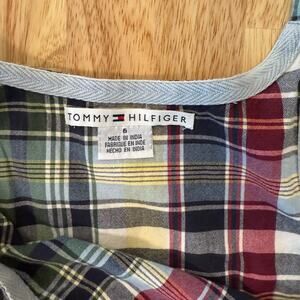 TOMMY HILFIGER
6
MADE IN INDIA
FABRIQUE EN INDE
HECHO EN INDIA